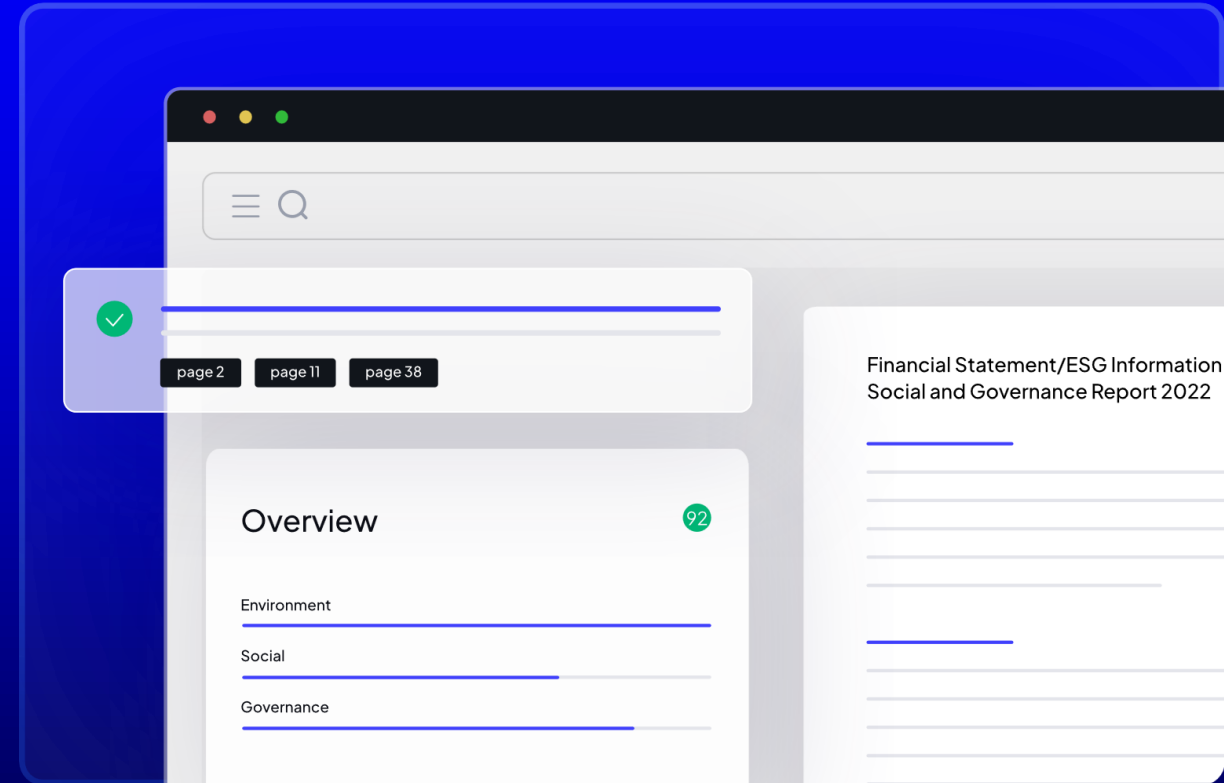 page 2
page 11
page 38
Financial Statement/ESG Information
Social and Governance Report 2022
Overview
92
Environment
Social
Governance